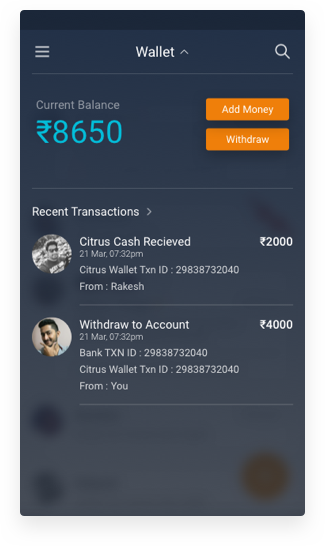 Wallet
Current Balance
₹8650
Add Money
Withdraw
Recent Transactions
Citrus Cash Recieved
₹2000
21 Mar, 07:32pm
Citrus Wallet Txn ID : 29838732040
From : Rakesh
Withdraw to Account
₹4000
21 Mar, 07:32pm
Bank TXN ID : 29838732040
Citrus Wallet Txn ID : 29838732040
From : You